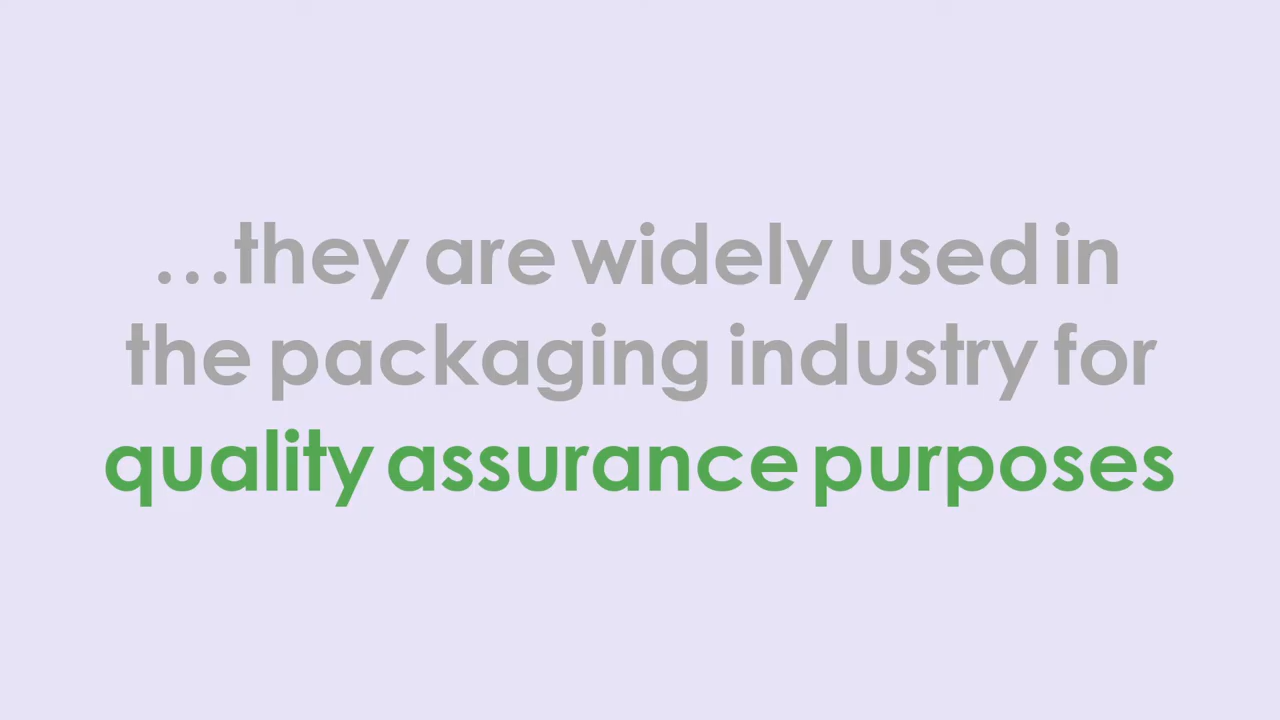 …they are widely used in
the packaging industry for
quality assurance purposes